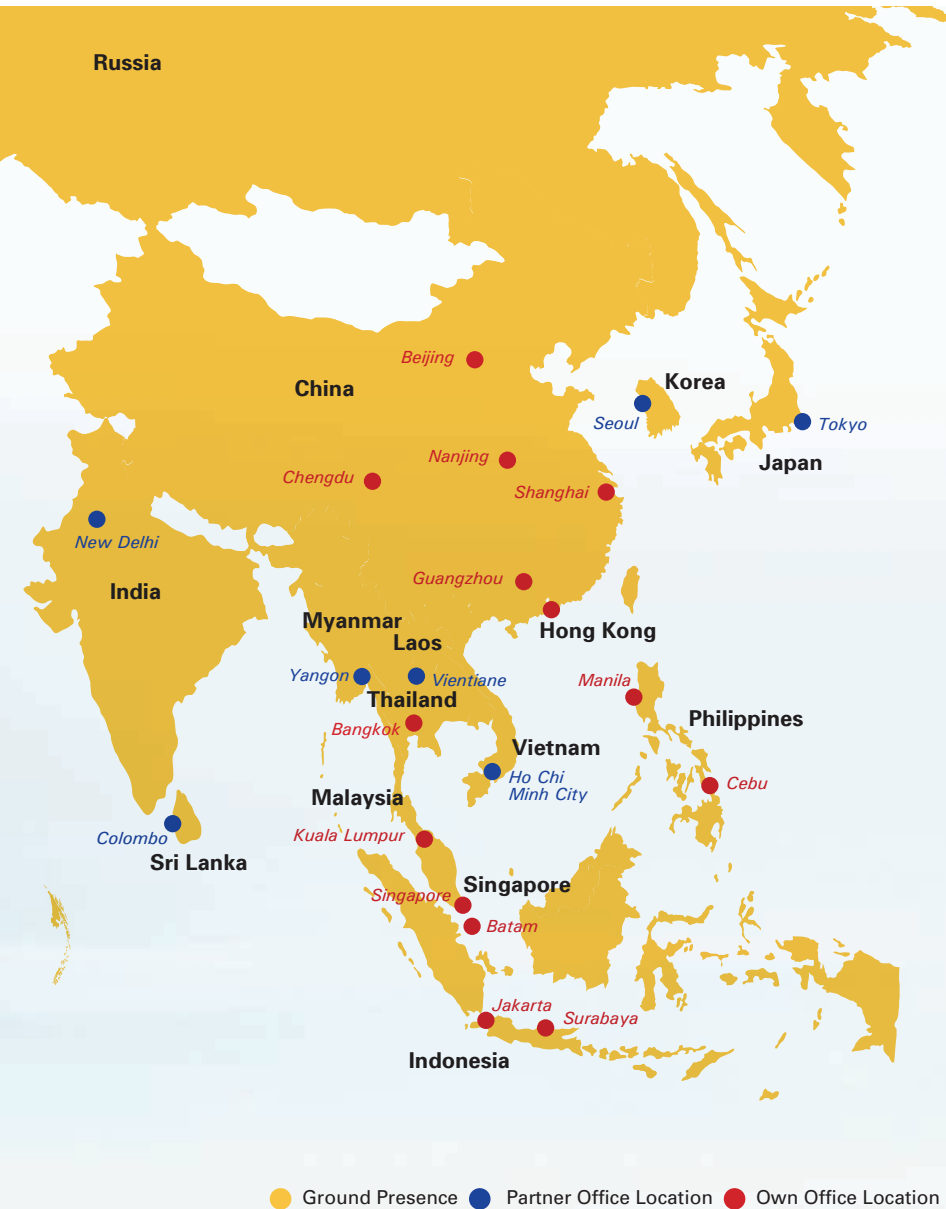 Russia
Beijing
China
Korea
Seoul
Tokyo
Japan
Nanjing
Chengdu
Shanghai
New Delhi
Guangzhou
India
Myanmar
Hong Kong
Laos
Yangon
Vientiane
Manila
Thailand
Philippines
Bangkok
Vietnam
Ho Chi
Minh City
Cebu
Malaysia
Colombo
Kuala Lumpur
Sri Lanka
Singapore
Singapore
Batam
Jakarta
Surabaya
Indonesia
Ground Presence Partner Office Location Own Office Location